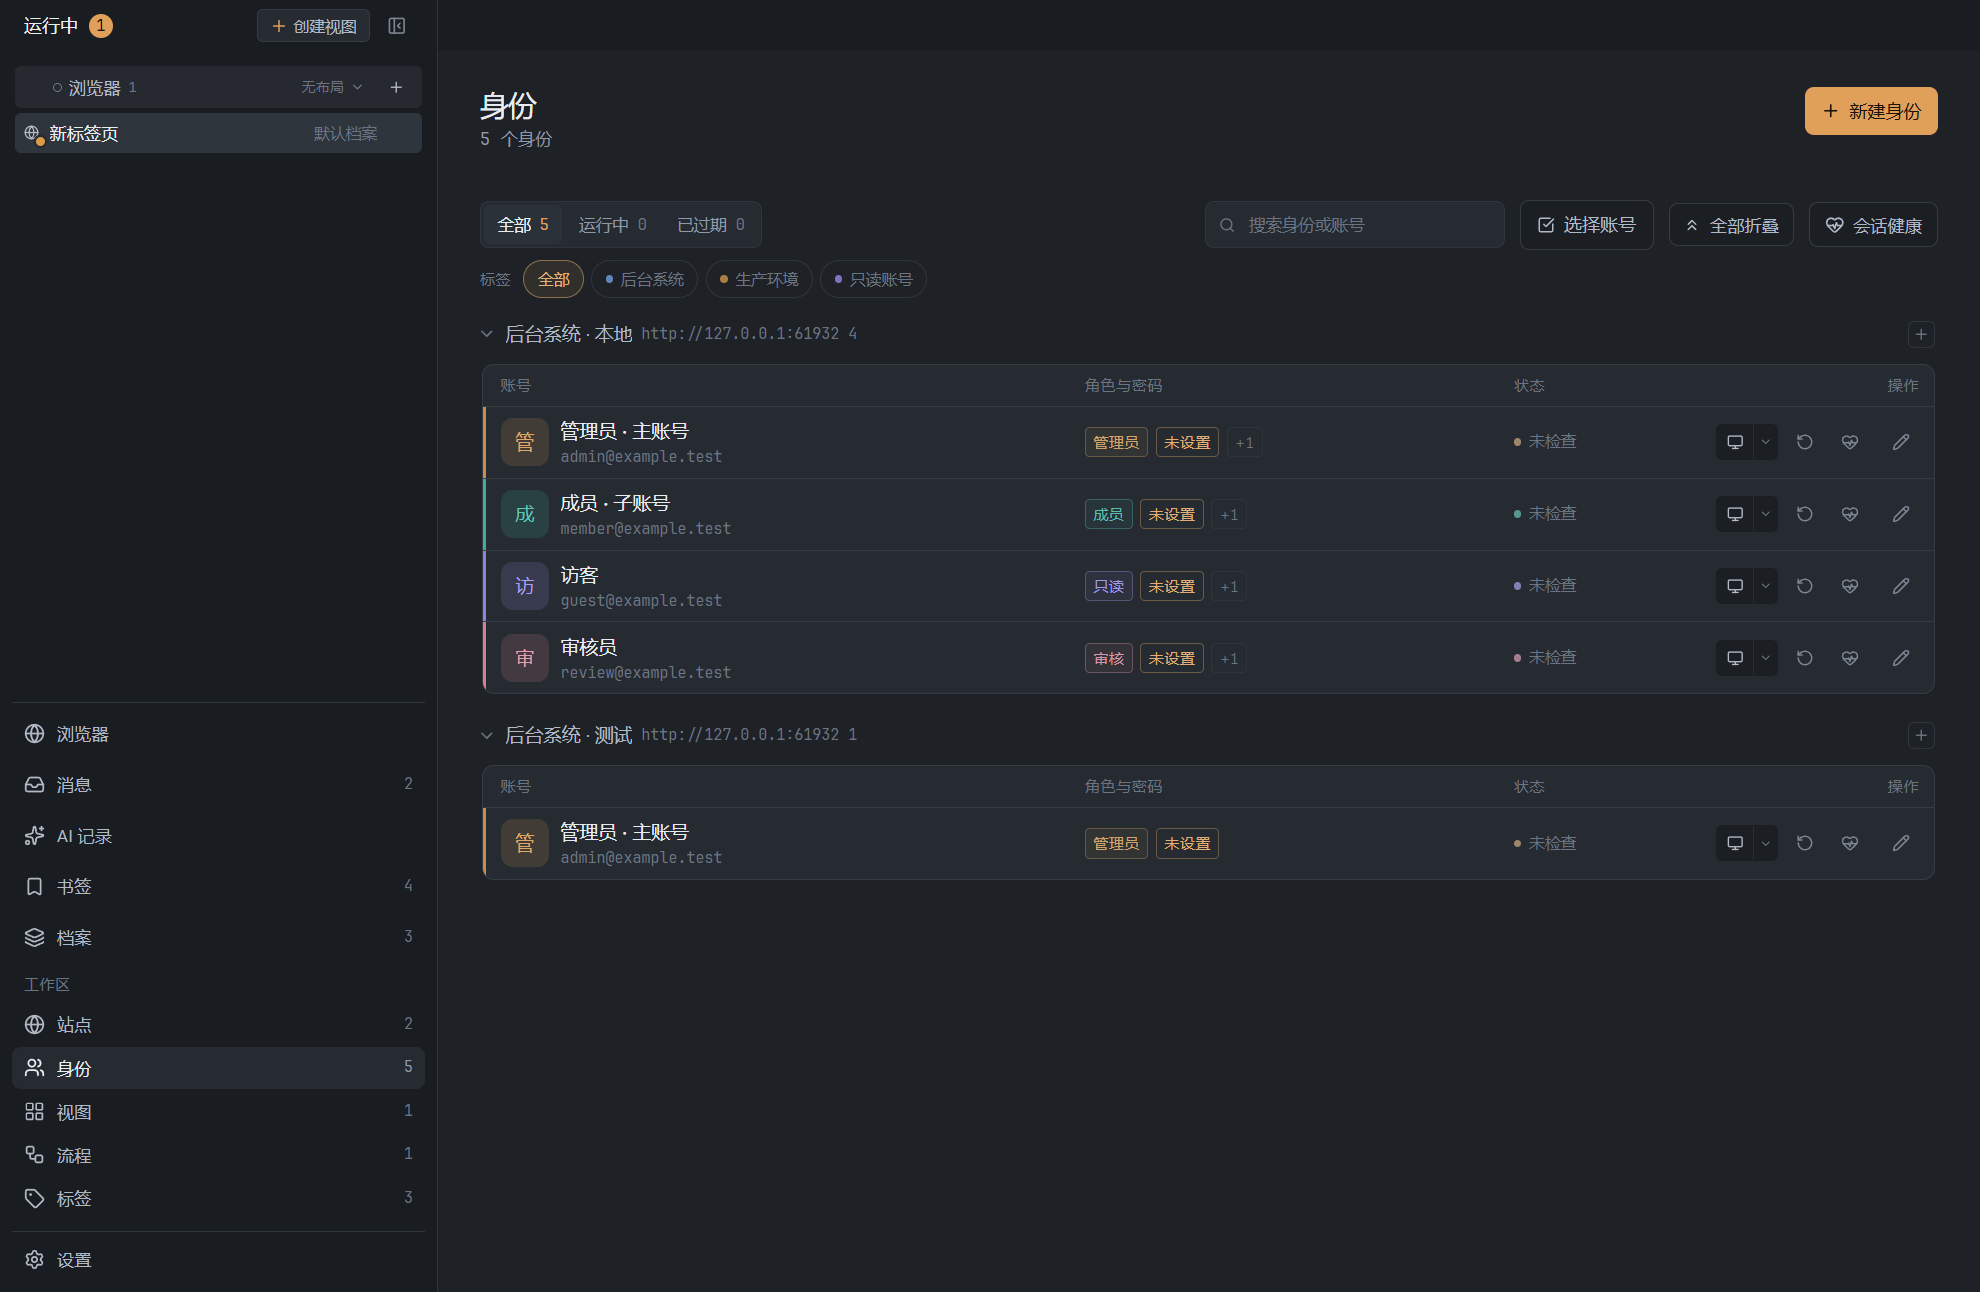 运行中 1
创建视图
浏览器 1 无布局
新标签页 默认档案
浏览器
消息 2
AI 记录
书签 4
档案 3
工作区
站点 2
身份 5
视图 1
流程 1
标签 3
设置
身份
5 个身份
新建身份
全部 5 运行中 0 已过期 0
搜索身份或账号
选择账号
全部折叠
会话健康
标签 全部 后台系统 生产环境 只读账号
后台系统 · 本地 http://127.0.0.1:61932 4
账号 角色与密码 状态 操作
管 管理员 · 主账号 管理员 未设置 +1 未检查
admin@example.test
成 成员 · 子账号 成员 未设置 +1 未检查
member@example.test
访 访客 只读 未设置 +1 未检查
guest@example.test
审 审核员 审核 未设置 +1 未检查
review@example.test
后台系统 · 测试 http://127.0.0.1:61932 1
账号 角色与密码 状态 操作
管 管理员 · 主账号 管理员 未设置 未检查
admin@example.test